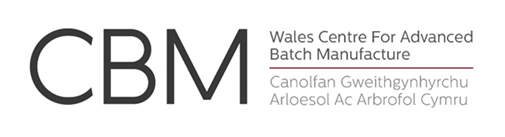 CBM
Wales Centre For Advanced
Batch Manufacture
Canolfan Gweithgynhyrchu
Arloesol Ac Arbrofol Cymru